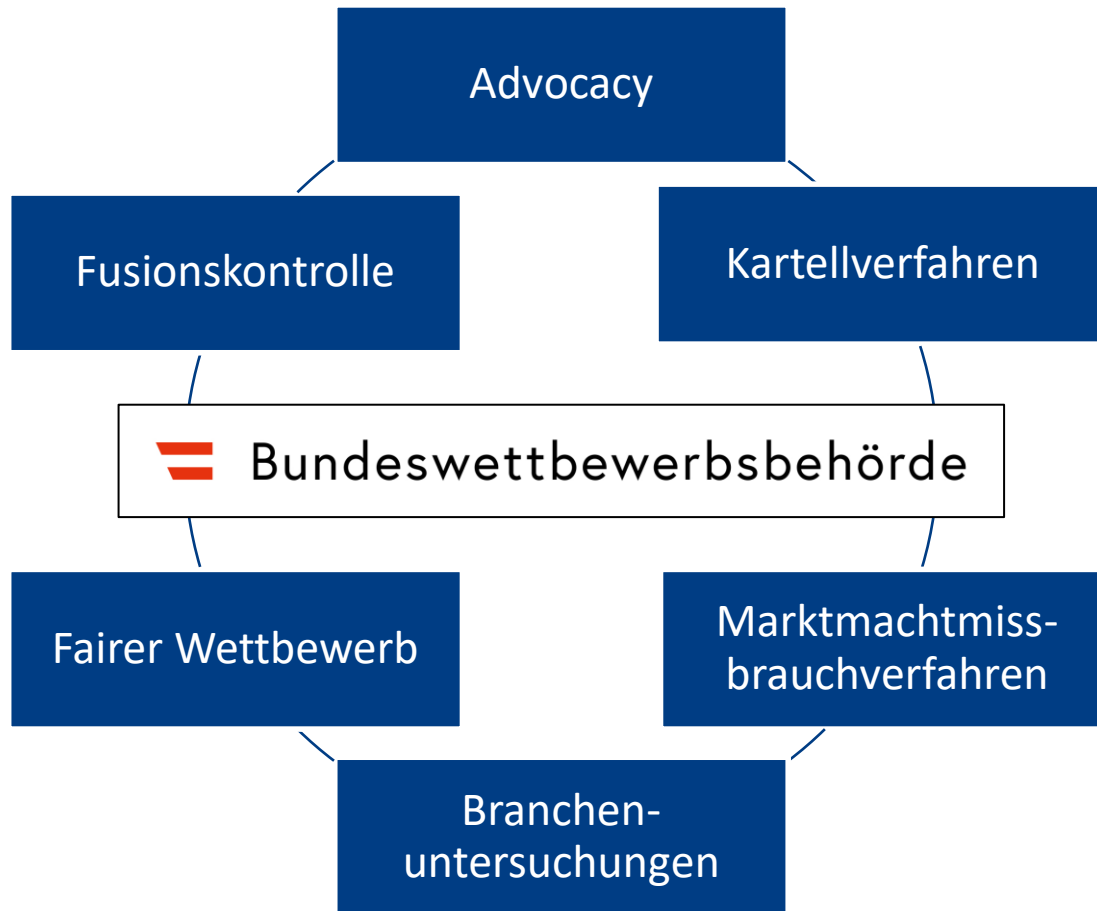 Advocacy
Fusionskontrolle
Kartellverfahren
Bundeswettbewerbsbehörde
Fairer Wettbewerb
Marktmachtmiss-
brauchverfahren
Branchen-
untersuchungen